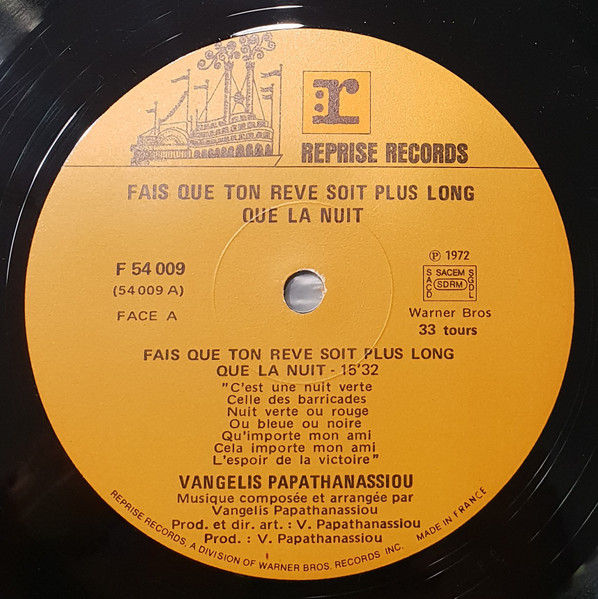 r
REPRISE RECORDS
FAIS QUE TON REVE SOIT PLUS LONG
QUE LA NUIT
F 54 009
(54 009 A)
FACE A
℗ 1972
SACD SACEM SDRM SGDL
Warner Bros
33 tours
FAIS QUE TON REVE SOIT PLUS LONG
QUE LA NUIT - 15'32
"C'est une nuit verte
Celle des barricades
Nuit verte ou rouge
Ou bleue ou noire
Qu'importe mon ami
Cela importe mon ami
L'espoir de la victoire"
VANGELIS PAPATHANASSIOU
Musique composée et arrangée par
Vangelis Papathanassiou
Prod. et dir. art. : V. Papathanassiou
Prod. : V. Papathanassiou
REPRISE RECORDS, A DIVISION OF WARNER BROS. RECORDS INC. MADE IN FRANCE